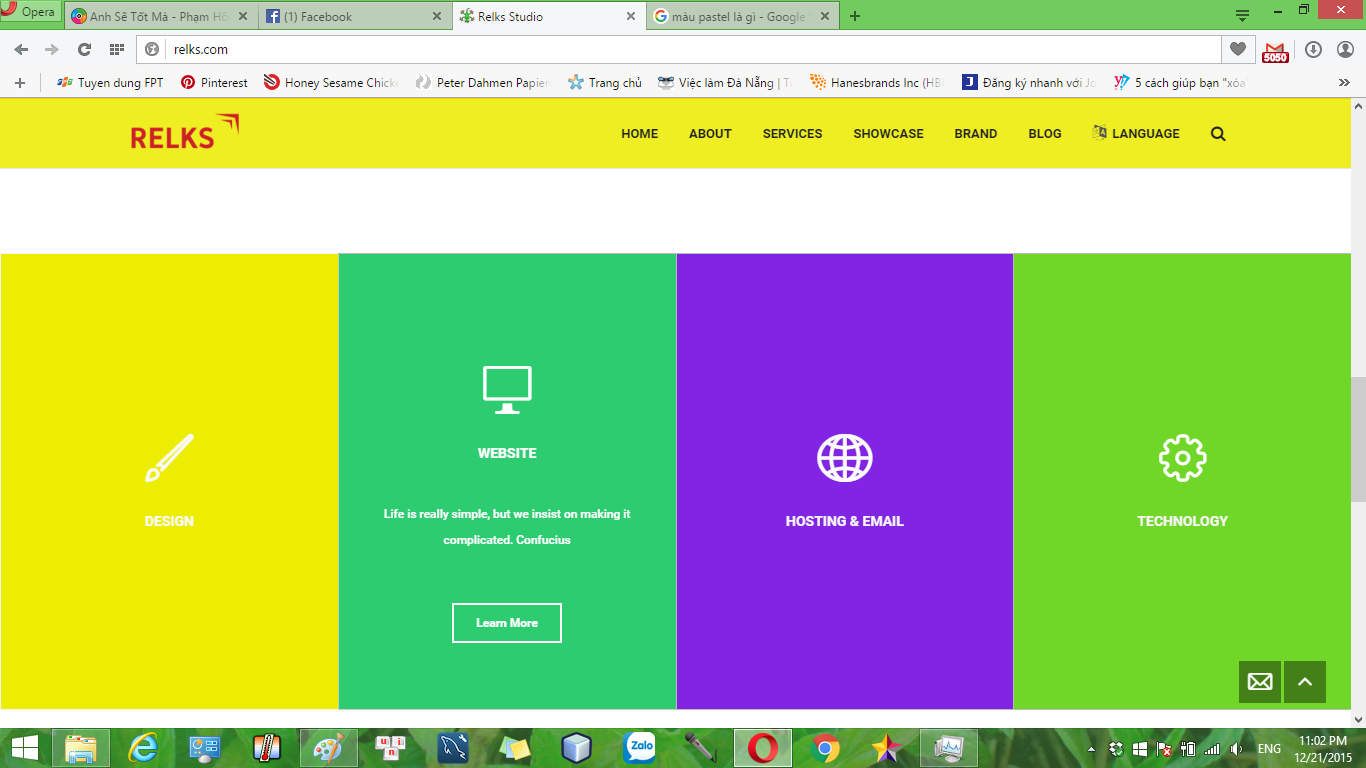 Opera
Anh Sẽ Tốt Mà - Phạm Hồ
(1) Facebook
Relks Studio
màu pastel là gì - Google
relks.com
5050
Tuyen dung FPT
Pinterest
Honey Sesame Chick
Peter Dahmen Papier
Trang chủ
Việc làm Đà Nẵng | T
Hanesbrands Inc (HB
Đăng ký nhanh với Jo
5 cách giúp bạn "xóa
RELKS
HOME ABOUT SERVICES SHOWCASE BRAND BLOG LANGUAGE
DESIGN
WEBSITE
Life is really simple, but we insist on making it
complicated. Confucius
Learn More
HOSTING & EMAIL
TECHNOLOGY
Zalo
ENG
11:02 PM
12/21/2015